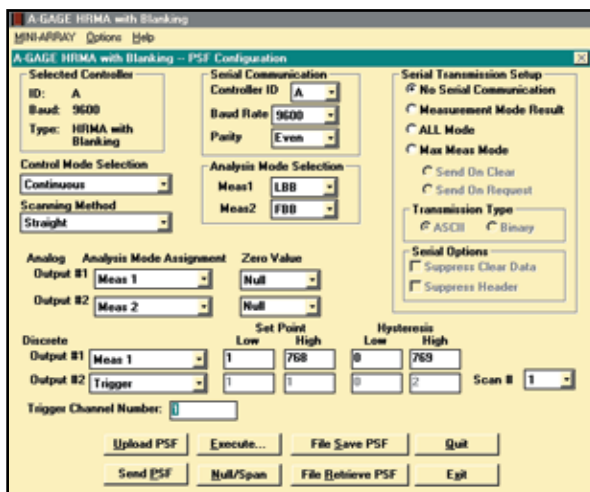 A-GAGE HRMA with Blanking
MINI-ARRAY Options Help
A-GAGE HRMA with Blanking -- PSF Configuration
Selected Controller
ID: A
Baud: 9600
Type: HRMA with Blanking
Serial Communication
Controller ID A
Baud Rate 9600
Parity Even
Serial Transmission Setup
No Serial Communication
Measurement Mode Result
ALL Mode
Max Meas Mode
Send On Clear
Send On Request
Transmission Type
ASCII Binary
Serial Options
Suppress Clear Data
Suppress Header
Control Mode Selection
Continuous
Scanning Method
Straight
Analysis Mode Selection
Meas1 LBB
Meas2 FBB
Analog Analysis Mode Assignment Zero Value
Output #1 Meas 1 Null
Output #2 Meas 2 Null
Set Point Hysteresis
Discrete Low High Low High
Output #1 Meas 1 1 768 0 769
Output #2 Trigger 1 1 0 2 Scan # 1
Trigger Channel Number: 1
Upload PSF Execute... File Save PSF Quit
Send PSF Null/Span File Retrieve PSF Exit